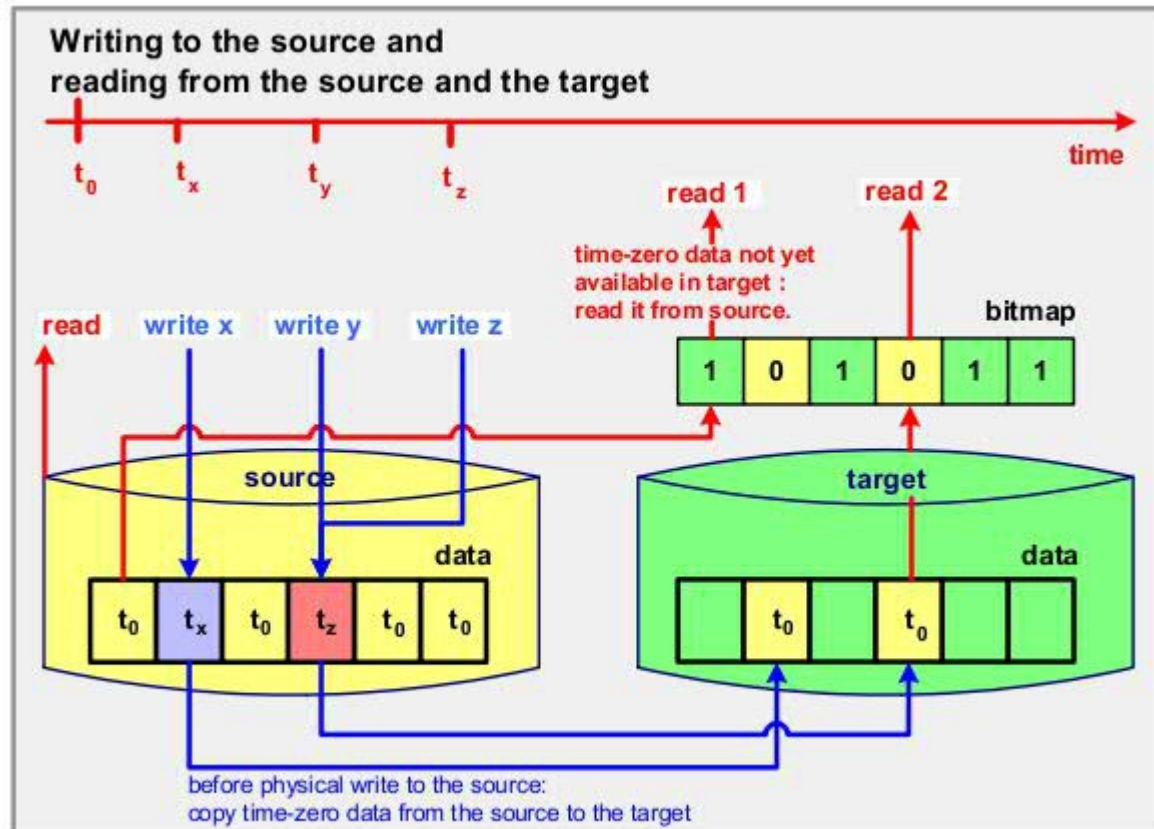 Writing to the source and
reading from the source and the target
time
t₀ tₓ t_y t_z
read 1 read 2
time-zero data not yet
available in target :
read it from source.
bitmap
read write x write y write z
1 0 1 0 1 1
source target
data data
t₀ tₓ t₀ t_z t₀ t₀
t₀ t₀
before physical write to the source:
copy time-zero data from the source to the target